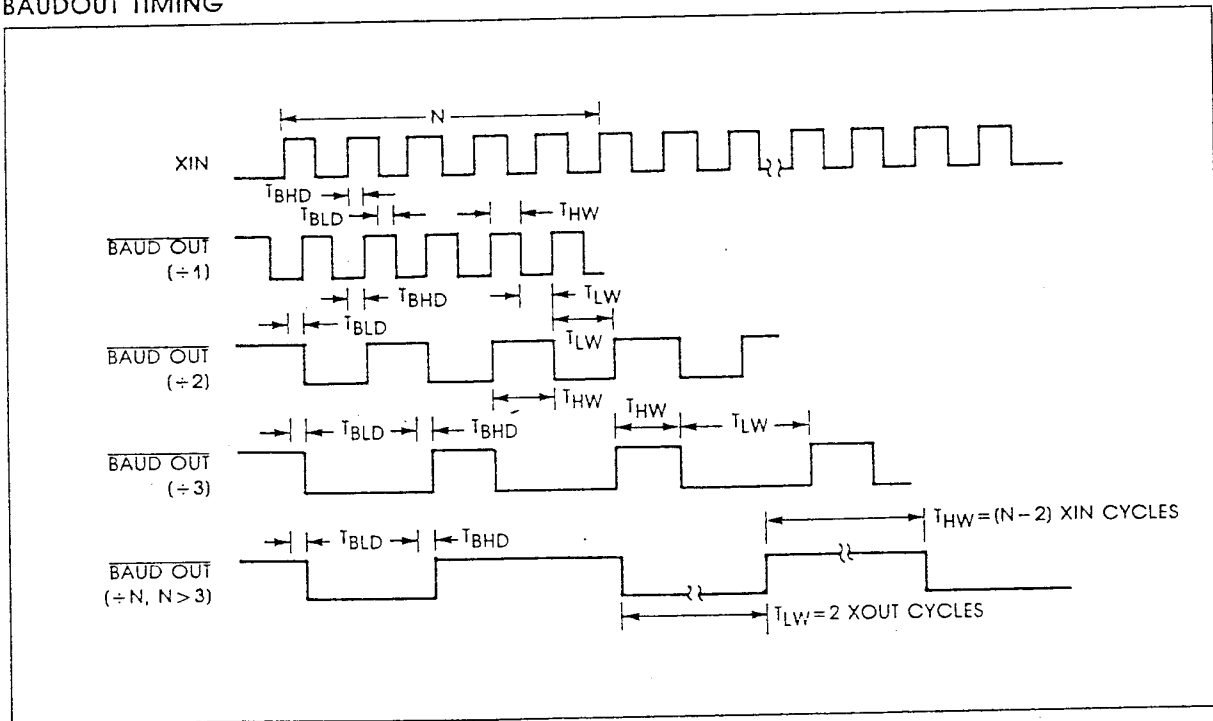 BAUDOUT TIMING
N
XIN
TBHD
TBLD
THW
BAUD OUT
(÷1)
TBHD
TLW
TBLD
TLW
BAUD OUT
(÷2)
THW
THW
TBLD
TBHD
TLW
BAUD OUT
(÷3)
THW=(N-2) XIN CYCLES
TBLD
TBHD
BAUD OUT
(÷N, N>3)
TLW=2 XOUT CYCLES